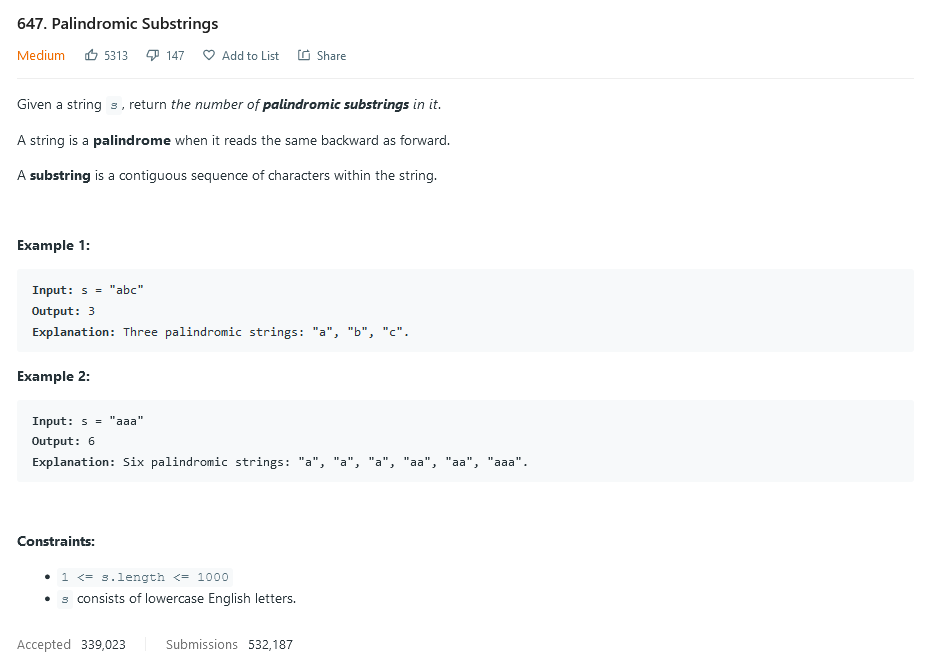 647. Palindromic Substrings
Medium 5313 147 Add to List Share
Given a string s, return the number of palindromic substrings in it.
A string is a palindrome when it reads the same backward as forward.
A substring is a contiguous sequence of characters within the string.
Example 1:
Input: s = "abc"
Output: 3
Explanation: Three palindromic strings: "a", "b", "c".
Example 2:
Input: s = "aaa"
Output: 6
Explanation: Six palindromic strings: "a", "a", "a", "aa", "aa", "aaa".
Constraints:
• 1 <= s.length <= 1000
• s consists of lowercase English letters.
Accepted 339,023 Submissions 532,187